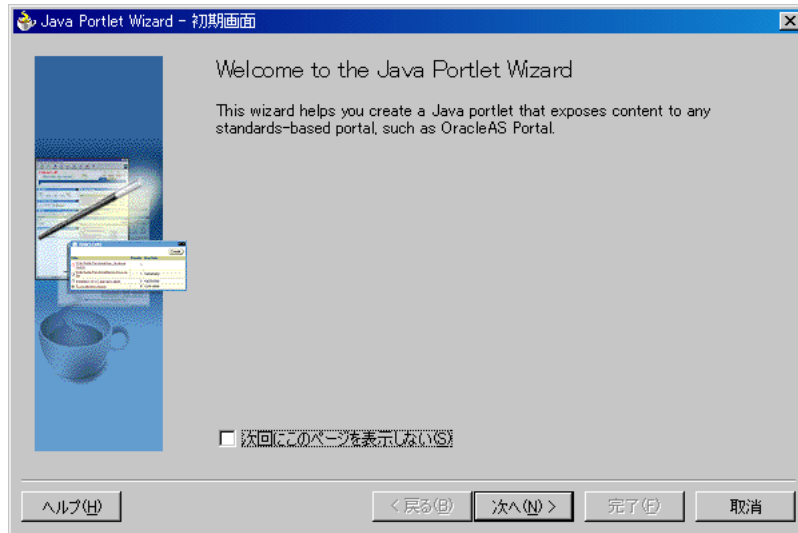 Java Portlet Wizard - 初期画面
Welcome to the Java Portlet Wizard
This wizard helps you create a Java portlet that exposes content to any
standards-based portal, such as OracleAS Portal.
次回にこのページを表示しない(S)
ヘルプ(H)
< 戻る(B)
次へ(N) >
完了(F)
取消